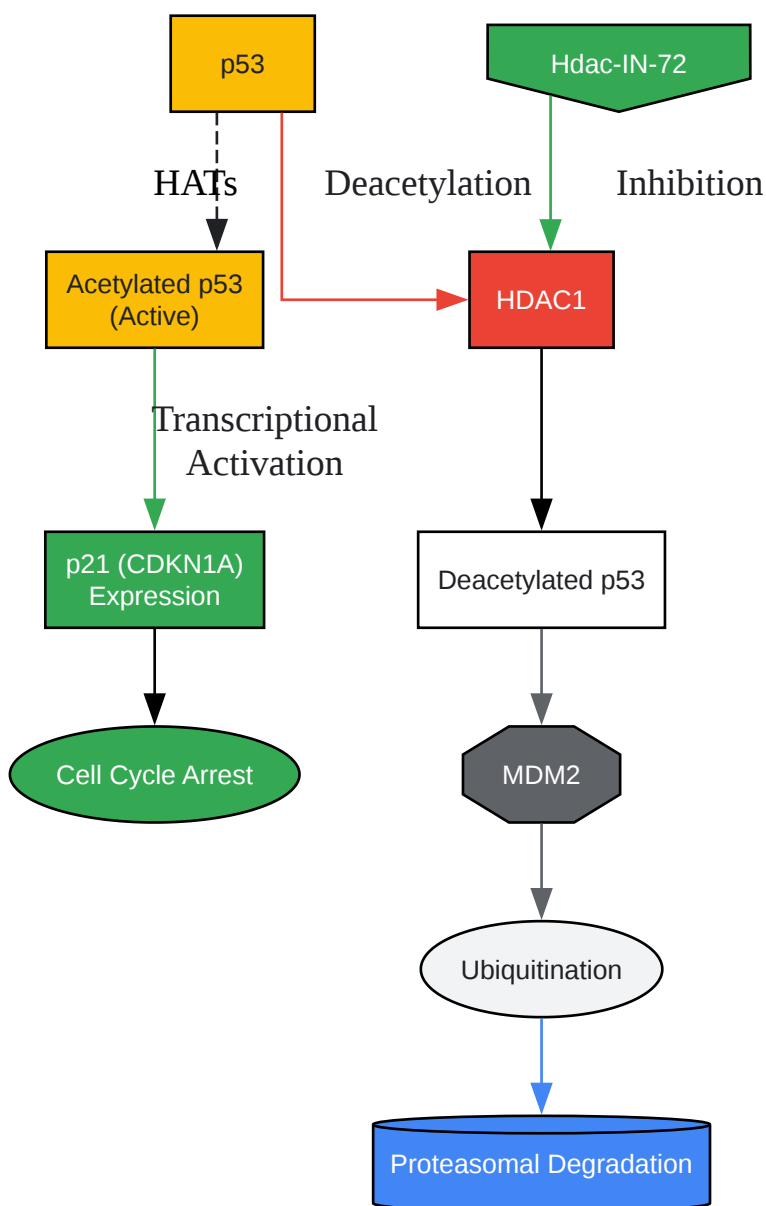 p53
Hdac-IN-72
HATs
Deacetylation
Inhibition
Acetylated p53
(Active)
HDAC1
Transcriptional
Activation
p21 (CDKN1A)
Expression
Deacetylated p53
Cell Cycle Arrest
MDM2
Ubiquitination
Proteasomal Degradation